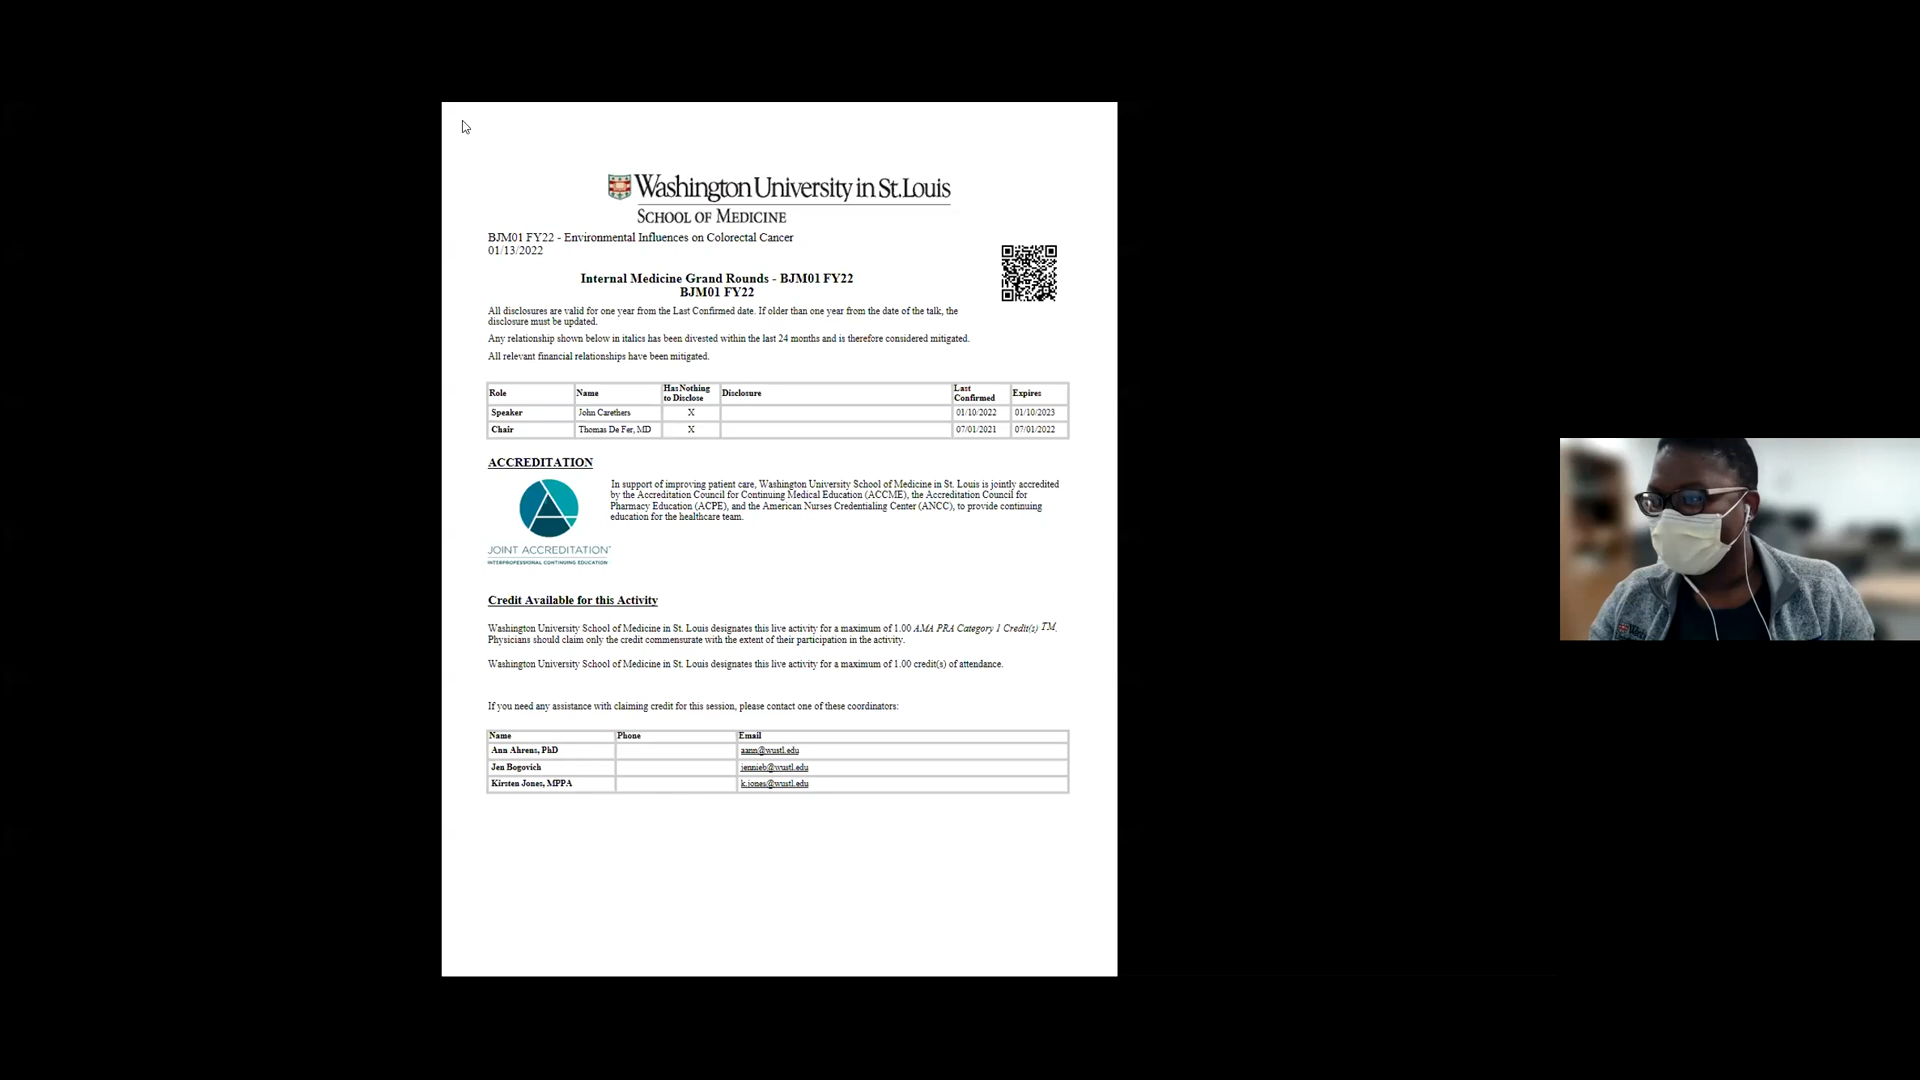 Washington University in St. Louis
SCHOOL OF MEDICINE
BJM01 FY22 - Environmental Influences on Colorectal Cancer
01/13/2022
Internal Medicine Grand Rounds - BJM01 FY22
BJM01 FY22
All disclosures are valid for one year from the Last Confirmed date. If older than one year from the date of the talk, the
disclosure must be updated.
Any relationship shown below in italics has been divested within the last 24 months and is therefore considered mitigated.
All relevant financial relationships have been mitigated.
Role Name Has Nothing to Disclose Disclosure Last Confirmed Expires
Speaker John Carethers X 01/10/2022 01/10/2023
Chair Thomas De Fer, MD X 07/01/2021 07/01/2022
ACCREDITATION
In support of improving patient care, Washington University School of Medicine in St. Louis is jointly accredited
by the Accreditation Council for Continuing Medical Education (ACCME), the Accreditation Council for
Pharmacy Education (ACPE), and the American Nurses Credentialing Center (ANCC), to provide continuing
education for the healthcare team.
JOINT ACCREDITATION™
INTERPROFESSIONAL CONTINUING EDUCATION
Credit Available for this Activity
Washington University School of Medicine in St. Louis designates this live activity for a maximum of 1.00 AMA PRA Category 1 Credit(s) TM.
Physicians should claim only the credit commensurate with the extent of their participation in the activity.
Washington University School of Medicine in St. Louis designates this live activity for a maximum of 1.00 credit(s) of attendance.
If you need any assistance with claiming credit for this session, please contact one of these coordinators:
Name Phone Email
Ann Ahrens, PhD aann@wustl.edu
Jen Bogovich jennieb@wustl.edu
Kirsten Jones, MPPA k.jones@wustl.edu